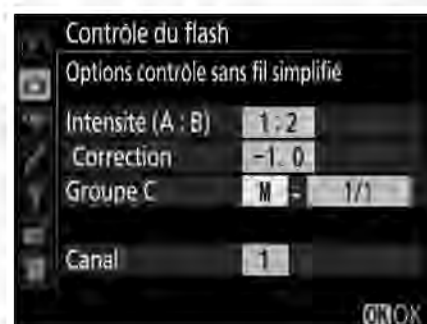 Contrôle du flash
Options contrôle sans fil simplifié
Intensité (A : B) 1:2
Correction -1.0
Groupe C M - 1/1
Canal 1
OK OK